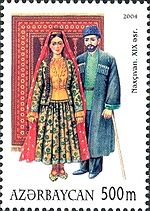 2004
Naxçıvan. XIX əsr.
AZƏRBAYCAN 500m